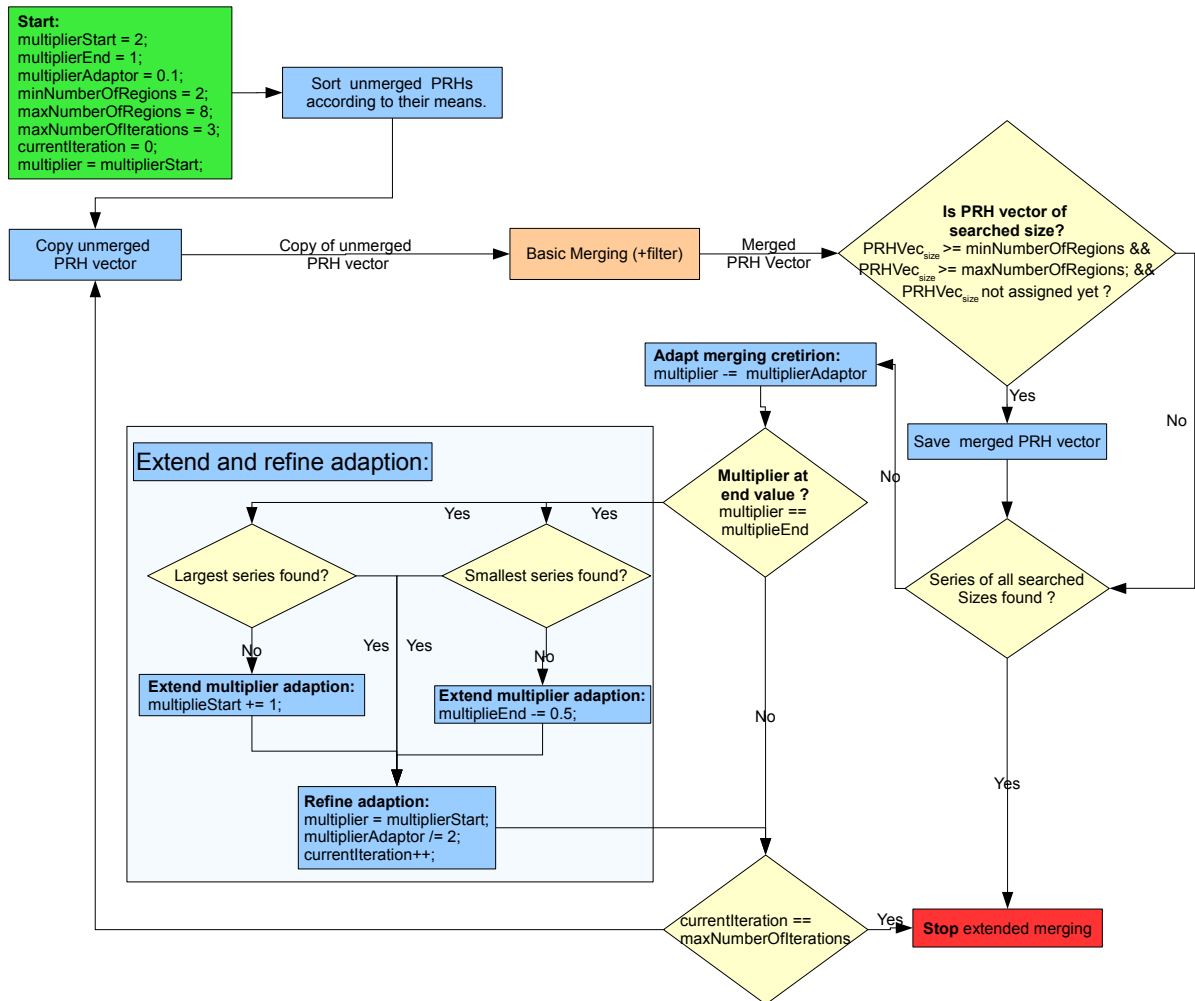 Start:
multiplierStart = 2;
multiplierEnd = 1;
multiplierAdaptor = 0.1;
minNumberOfRegions = 2;
maxNumberOfRegions = 8;
maxNumberOfIterations = 3;
currentIteration = 0;
multiplier = multiplierStart;
Sort unmerged PRHs
according to their means.
Copy unmerged
PRH vector
Copy of unmerged
PRH vector
Basic Merging (+filter)
Merged
PRH Vector
Is PRH vector of
searched size?
PRHVecsize >= minNumberOfRegions &&
PRHVecsize >= maxNumberOfRegions; &&
PRHVecsize not assigned yet ?
Yes
No
Save merged PRH vector
Series of all searched
Sizes found ?
No
Yes
Adapt merging cretirion:
multiplier -= multiplierAdaptor
Multiplier at
end value ?
multiplier ==
multiplieEnd
Yes
Yes
No
Extend and refine adaption:
Largest series found?
Smallest series found?
No
Yes
Yes
No
Extend multiplier adaption:
multiplieStart += 1;
Extend multiplier adaption:
multiplieEnd -= 0.5;
Refine adaption:
multiplier = multiplierStart;
multiplierAdaptor /= 2;
currentIteration++;
currentIteration ==
maxNumberOfIterations
Yes
Stop extended merging